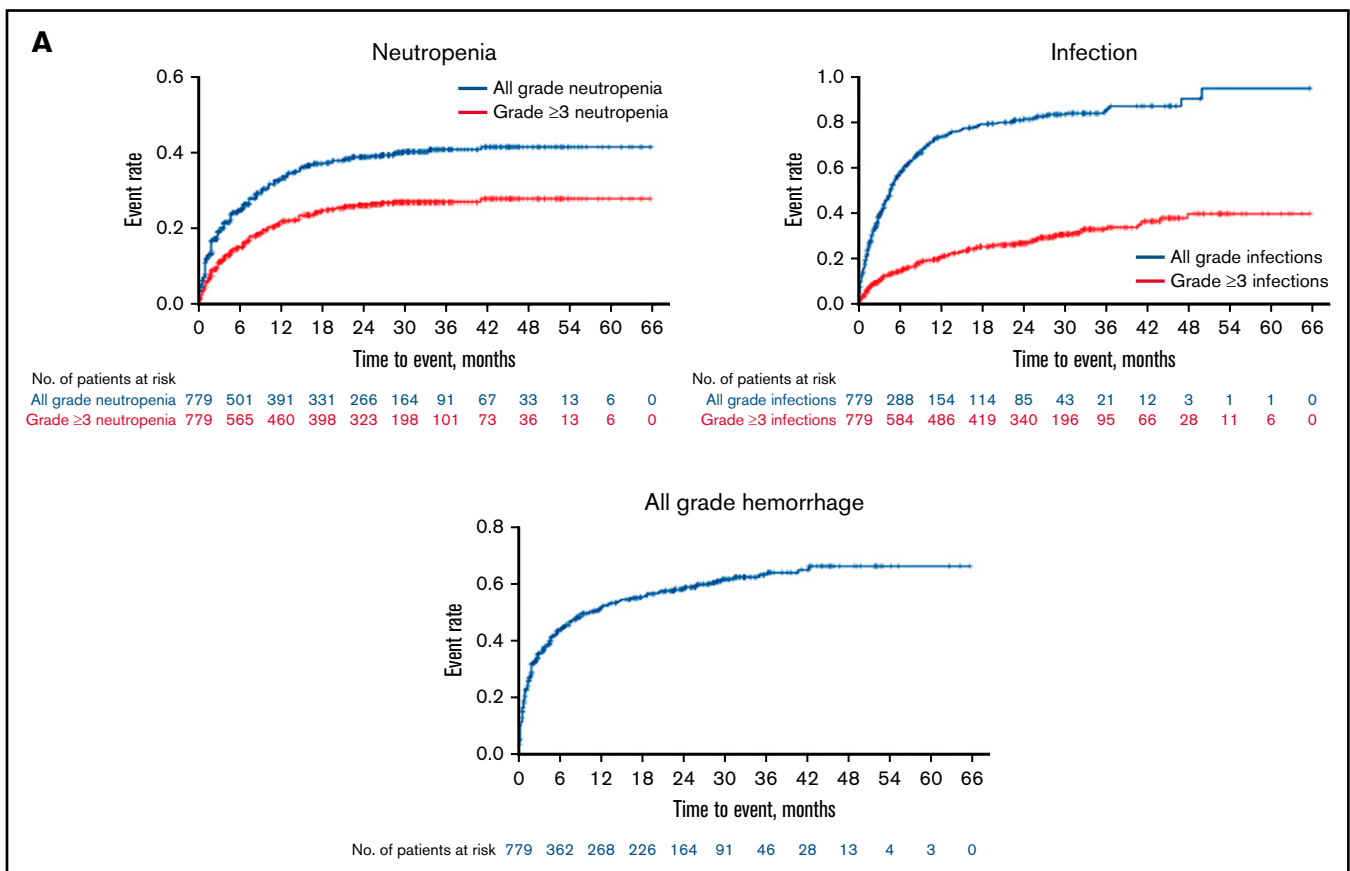 A
Neutropenia
0.6
0.4
0.2
0.0
Event rate
All grade neutropenia
Grade ≥3 neutropenia
0 6 12 18 24 30 36 42 48 54 60 66
Time to event, months
No. of patients at risk
All grade neutropenia 779 501 391 331 266 164 91 67 33 13 6 0
Grade ≥3 neutropenia 779 565 460 398 323 198 101 73 36 13 6 0
Infection
1.0
0.8
0.6
0.4
0.2
0.0
Event rate
All grade infections
Grade ≥3 infections
0 6 12 18 24 30 36 42 48 54 60 66
Time to event, months
No. of patients at risk
All grade infections 779 288 154 114 85 43 21 12 3 1 1 0
Grade ≥3 infections 779 584 486 419 340 196 95 66 28 11 6 0
All grade hemorrhage
0.8
0.6
0.4
0.2
0.0
Event rate
0 6 12 18 24 30 36 42 48 54 60 66
Time to event, months
No. of patients at risk 779 362 268 226 164 91 46 28 13 4 3 0